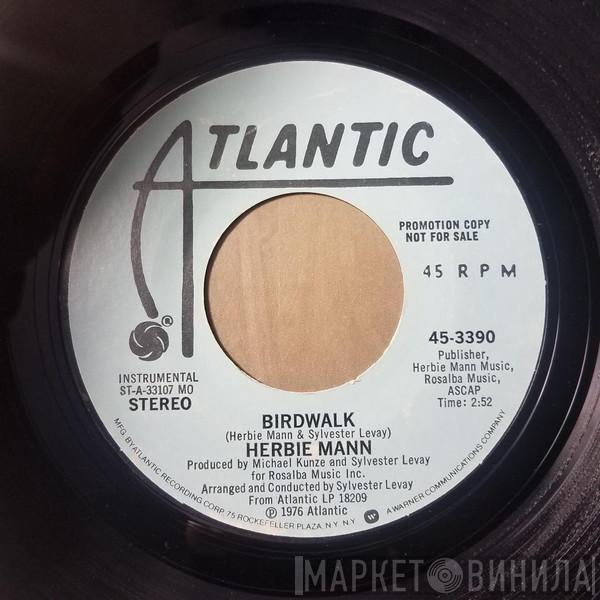 ATLANTIC
PROMOTION COPY
NOT FOR SALE
45 RPM
45-3390
Publisher,
Herbie Mann Music,
Rosalba Music,
ASCAP
Time: 2:52
®
INSTRUMENTAL
ST-A-33107 MO
STEREO
BIRDWALK
(Herbie Mann & Sylvester Levay)
HERBIE MANN
Produced by Michael Kunze and Sylvester Levay
for Rosalba Music Inc.
Arranged and Conducted by Sylvester Levay
From Atlantic LP 18209
℗ 1976 Atlantic
MFG. BY ATLANTIC RECORDING CORP. 75 ROCKEFELLER PLAZA, N.Y. N.Y. A WARNER COMMUNICATIONS COMPANY
МАРКЕТ ВИНИЛА